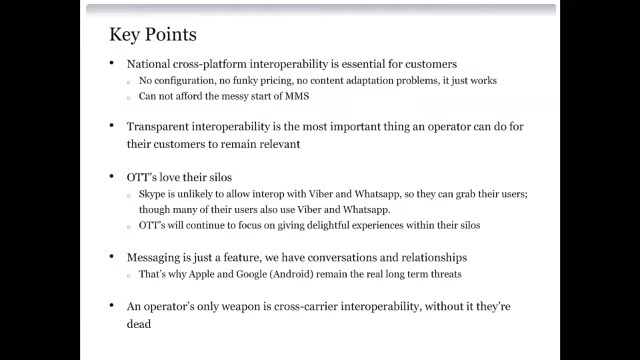 Key Points
• National cross-platform interoperability is essential for customers
o No configuration, no funky pricing, no content adaptation problems, it just works
o Can not afford the messy start of MMS
• Transparent interoperability is the most important thing an operator can do for
their customers to remain relevant
• OTT's love their silos
o Skype is unlikely to allow interop with Viber and Whatsapp, so they can grab their users;
though many of their users also use Viber and Whatsapp.
o OTT's will continue to focus on giving delightful experiences within their silos
• Messaging is just a feature, we have conversations and relationships
o That's why Apple and Google (Android) remain the real long term threats
• An operator's only weapon is cross-carrier interoperability, without it they're
dead